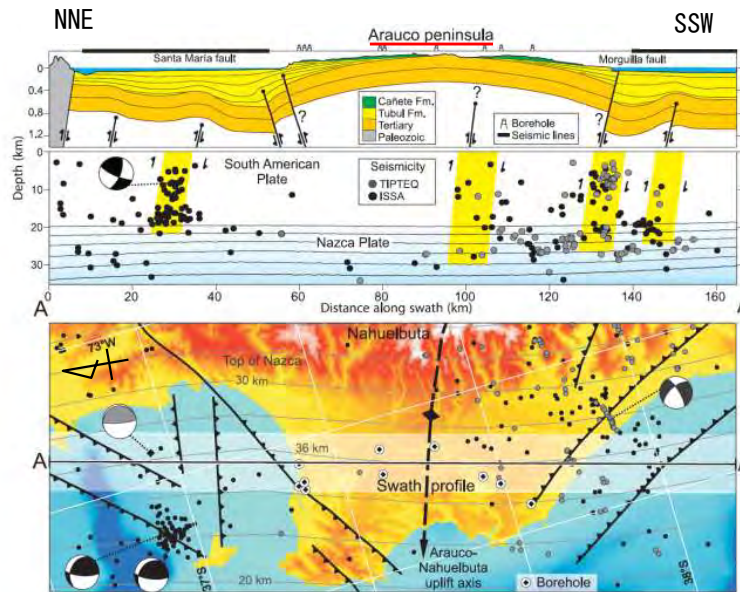 NNE
SSW
Arauco peninsula
Santa María fault
Morguilla fault
0
0.4
0.8
1.2
?
?
?
?
Cañete Fm.
Tubul Fm.
Tertiary
Paleozoic
Borehole
Seismic lines
Depth (km)
0
10
20
30
South American
Plate
Seismicity
TIPTEQ
ISSA
Nazca Plate
A
0
20
40
60
80
100
120
140
160
Distance along swath (km)
Nahuelbuta
73°W
Top of Nazca
30 km
36 km
A
Swath profile
Arauco-
Nahuelbuta
uplift axis
20 km
37°S
38°S
Borehole